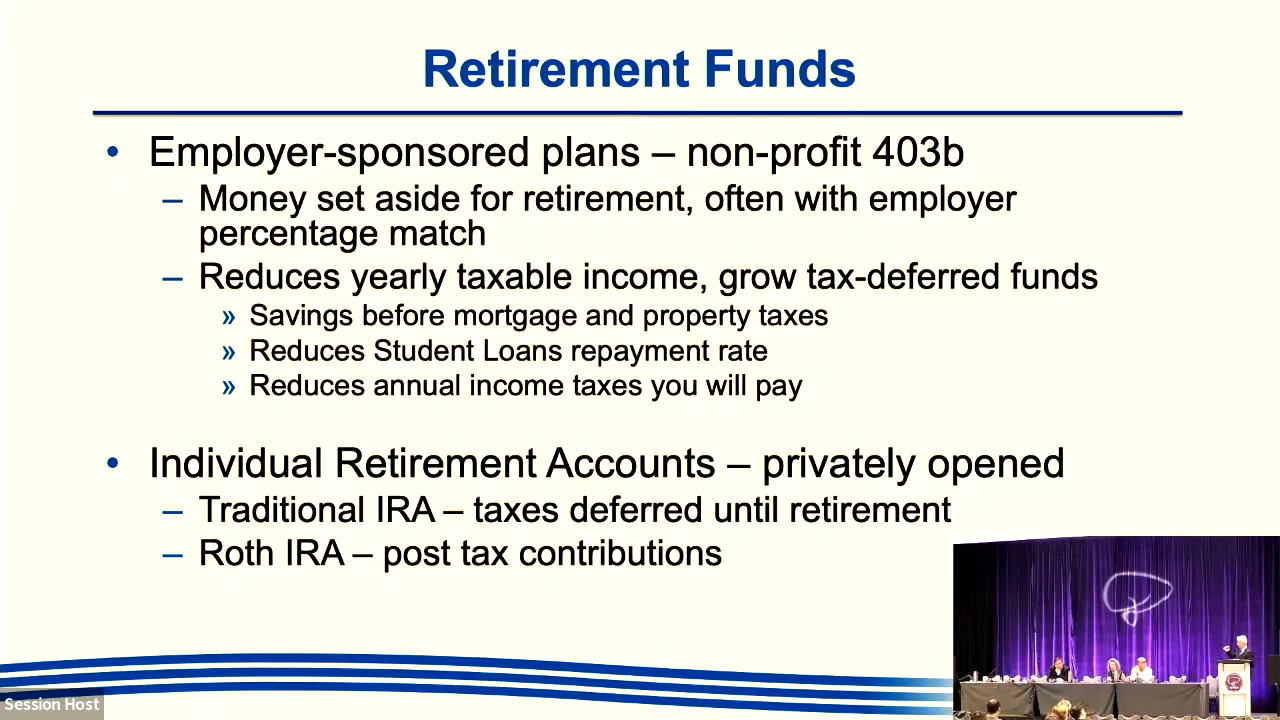 Retirement Funds
• Employer-sponsored plans – non-profit 403b
– Money set aside for retirement, often with employer
percentage match
– Reduces yearly taxable income, grow tax-deferred funds
» Savings before mortgage and property taxes
» Reduces Student Loans repayment rate
» Reduces annual income taxes you will pay
• Individual Retirement Accounts – privately opened
– Traditional IRA – taxes deferred until retirement
– Roth IRA – post tax contributions
Session Host